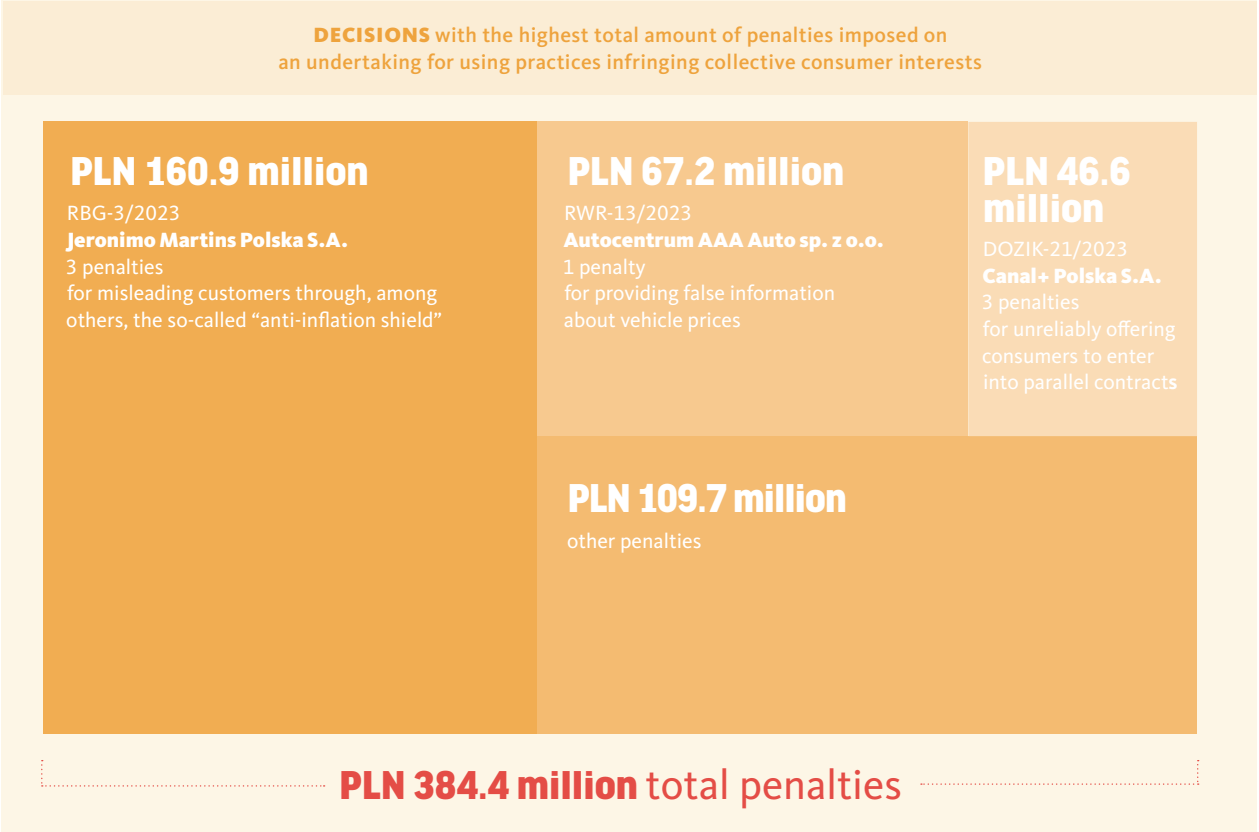 DECISIONS with the highest total amount of penalties imposed on
an undertaking for using practices infringing collective consumer interests
PLN 160.9 million
RBG-3/2023
Jeronimo Martins Polska S.A.
3 penalties
for misleading customers through, among
others, the so-called “anti-inflation shield”
PLN 67.2 million
RWR-13/2023
Autocentrum AAA Auto sp. z o.o.
1 penalty
for providing false information
about vehicle prices
PLN 46.6
million
DOZIK-21/2023
Canal+ Polska S.A.
3 penalties
for unreliably offering
consumers to enter
into parallel contracts
PLN 109.7 million
other penalties
PLN 384.4 million total penalties